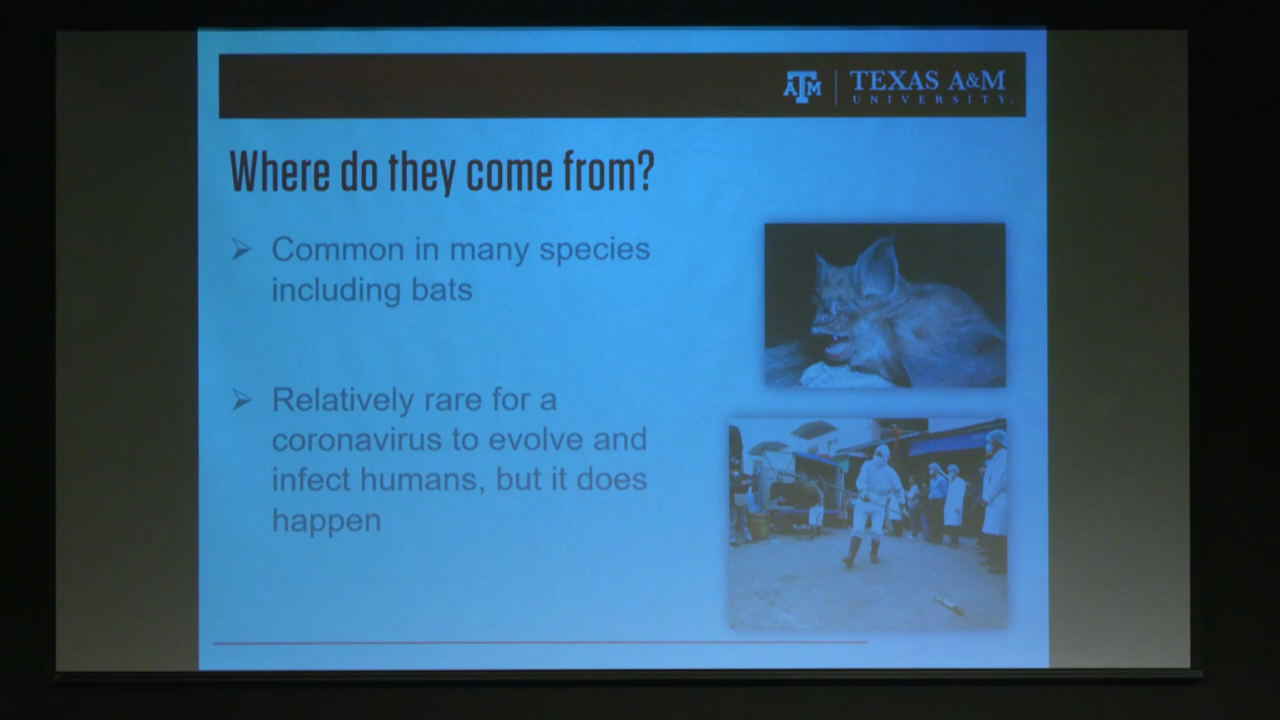 ATM
TEXAS A&M
UNIVERSITY.
Where do they come from?
Common in many species
including bats
Relatively rare for a
coronavirus to evolve and
infect humans, but it does
happen